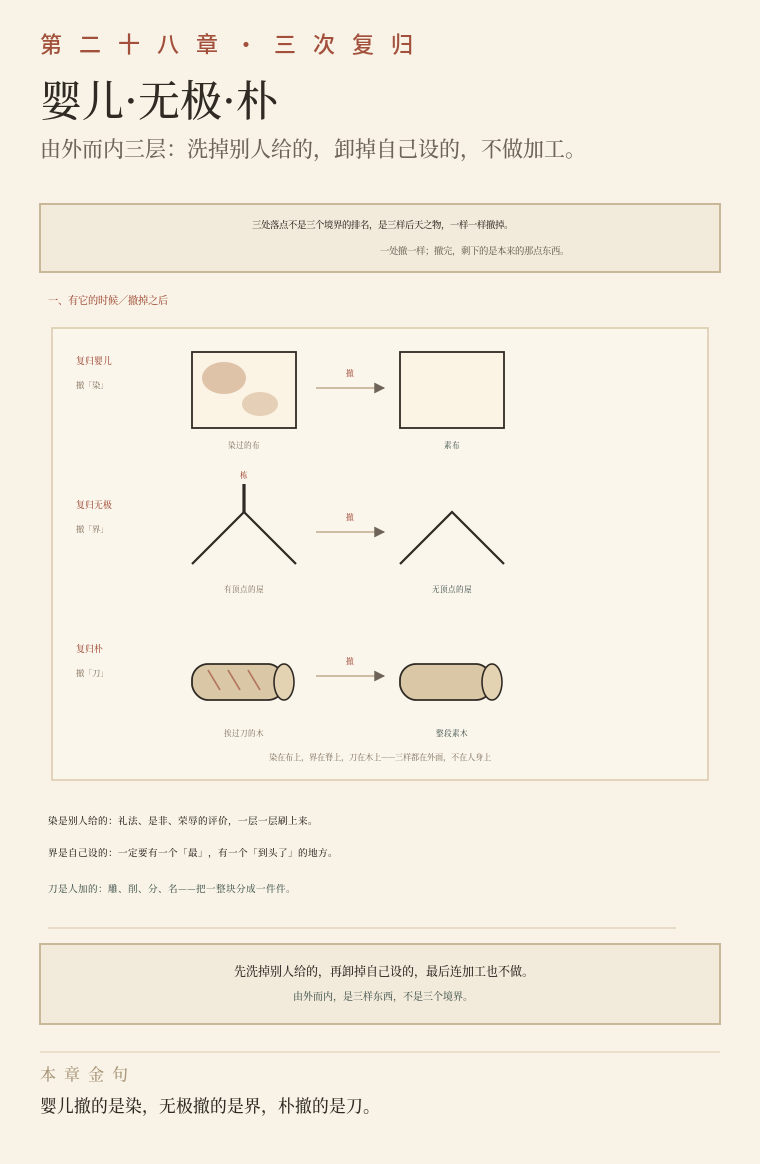 第二十八章·三次复归
婴儿·无极·朴
由外而内三层：洗掉别人给的，卸掉自己设的，不做加工。
三处落点不是三个境界的排名，是三样后天之物，一样一样撤掉。
一处撤一样；撤完，剩下的是本来的那点东西。
一、有它的时候／撤掉之后
复归婴儿
撤「染」
撤
染过的布
素布
栋
复归无极
撤「界」
撤
有顶点的屋
无顶点的屋
复归朴
撤「刀」
撤
挨过刀的木
整段素木
染在布上，界在脊上，刀在木上——三样都在外面，不在人身上
染是别人给的：礼法、是非、荣辱的评价，一层一层刷上来。
界是自己设的：一定要有一个「最」，有一个「到头了」的地方。
刀是人加的：雕、削、分、名——把一整块分成一件件。
先洗掉别人给的，再卸掉自己设的，最后连加工也不做。
由外而内，是三样东西，不是三个境界。
本章金句
婴儿撤的是染，无极撤的是界，朴撤的是刀。